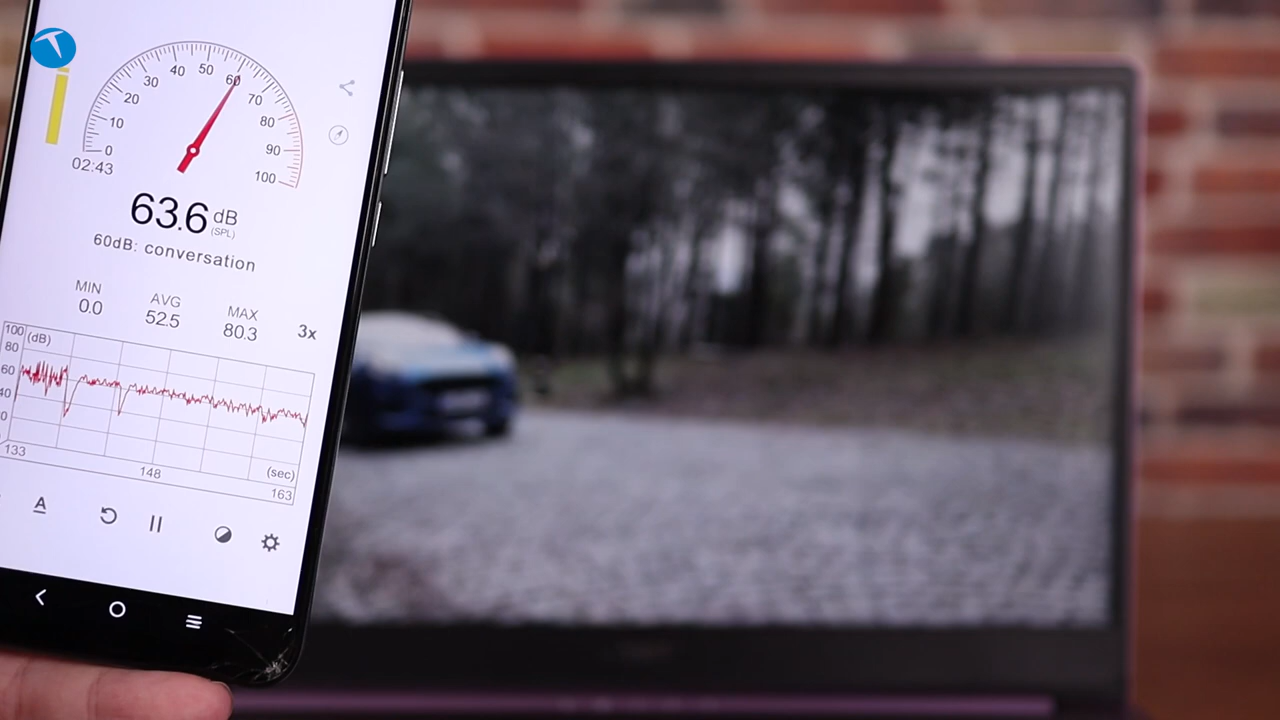 0
10
20
30
40
50
60
70
80
90
100
02:43
63.6 dB
(SPL)
60dB: conversation
MIN AVG MAX
0.0 52.5 80.3 3x
100 (dB)
80
60
40
0
133 148 163
(sec)
A